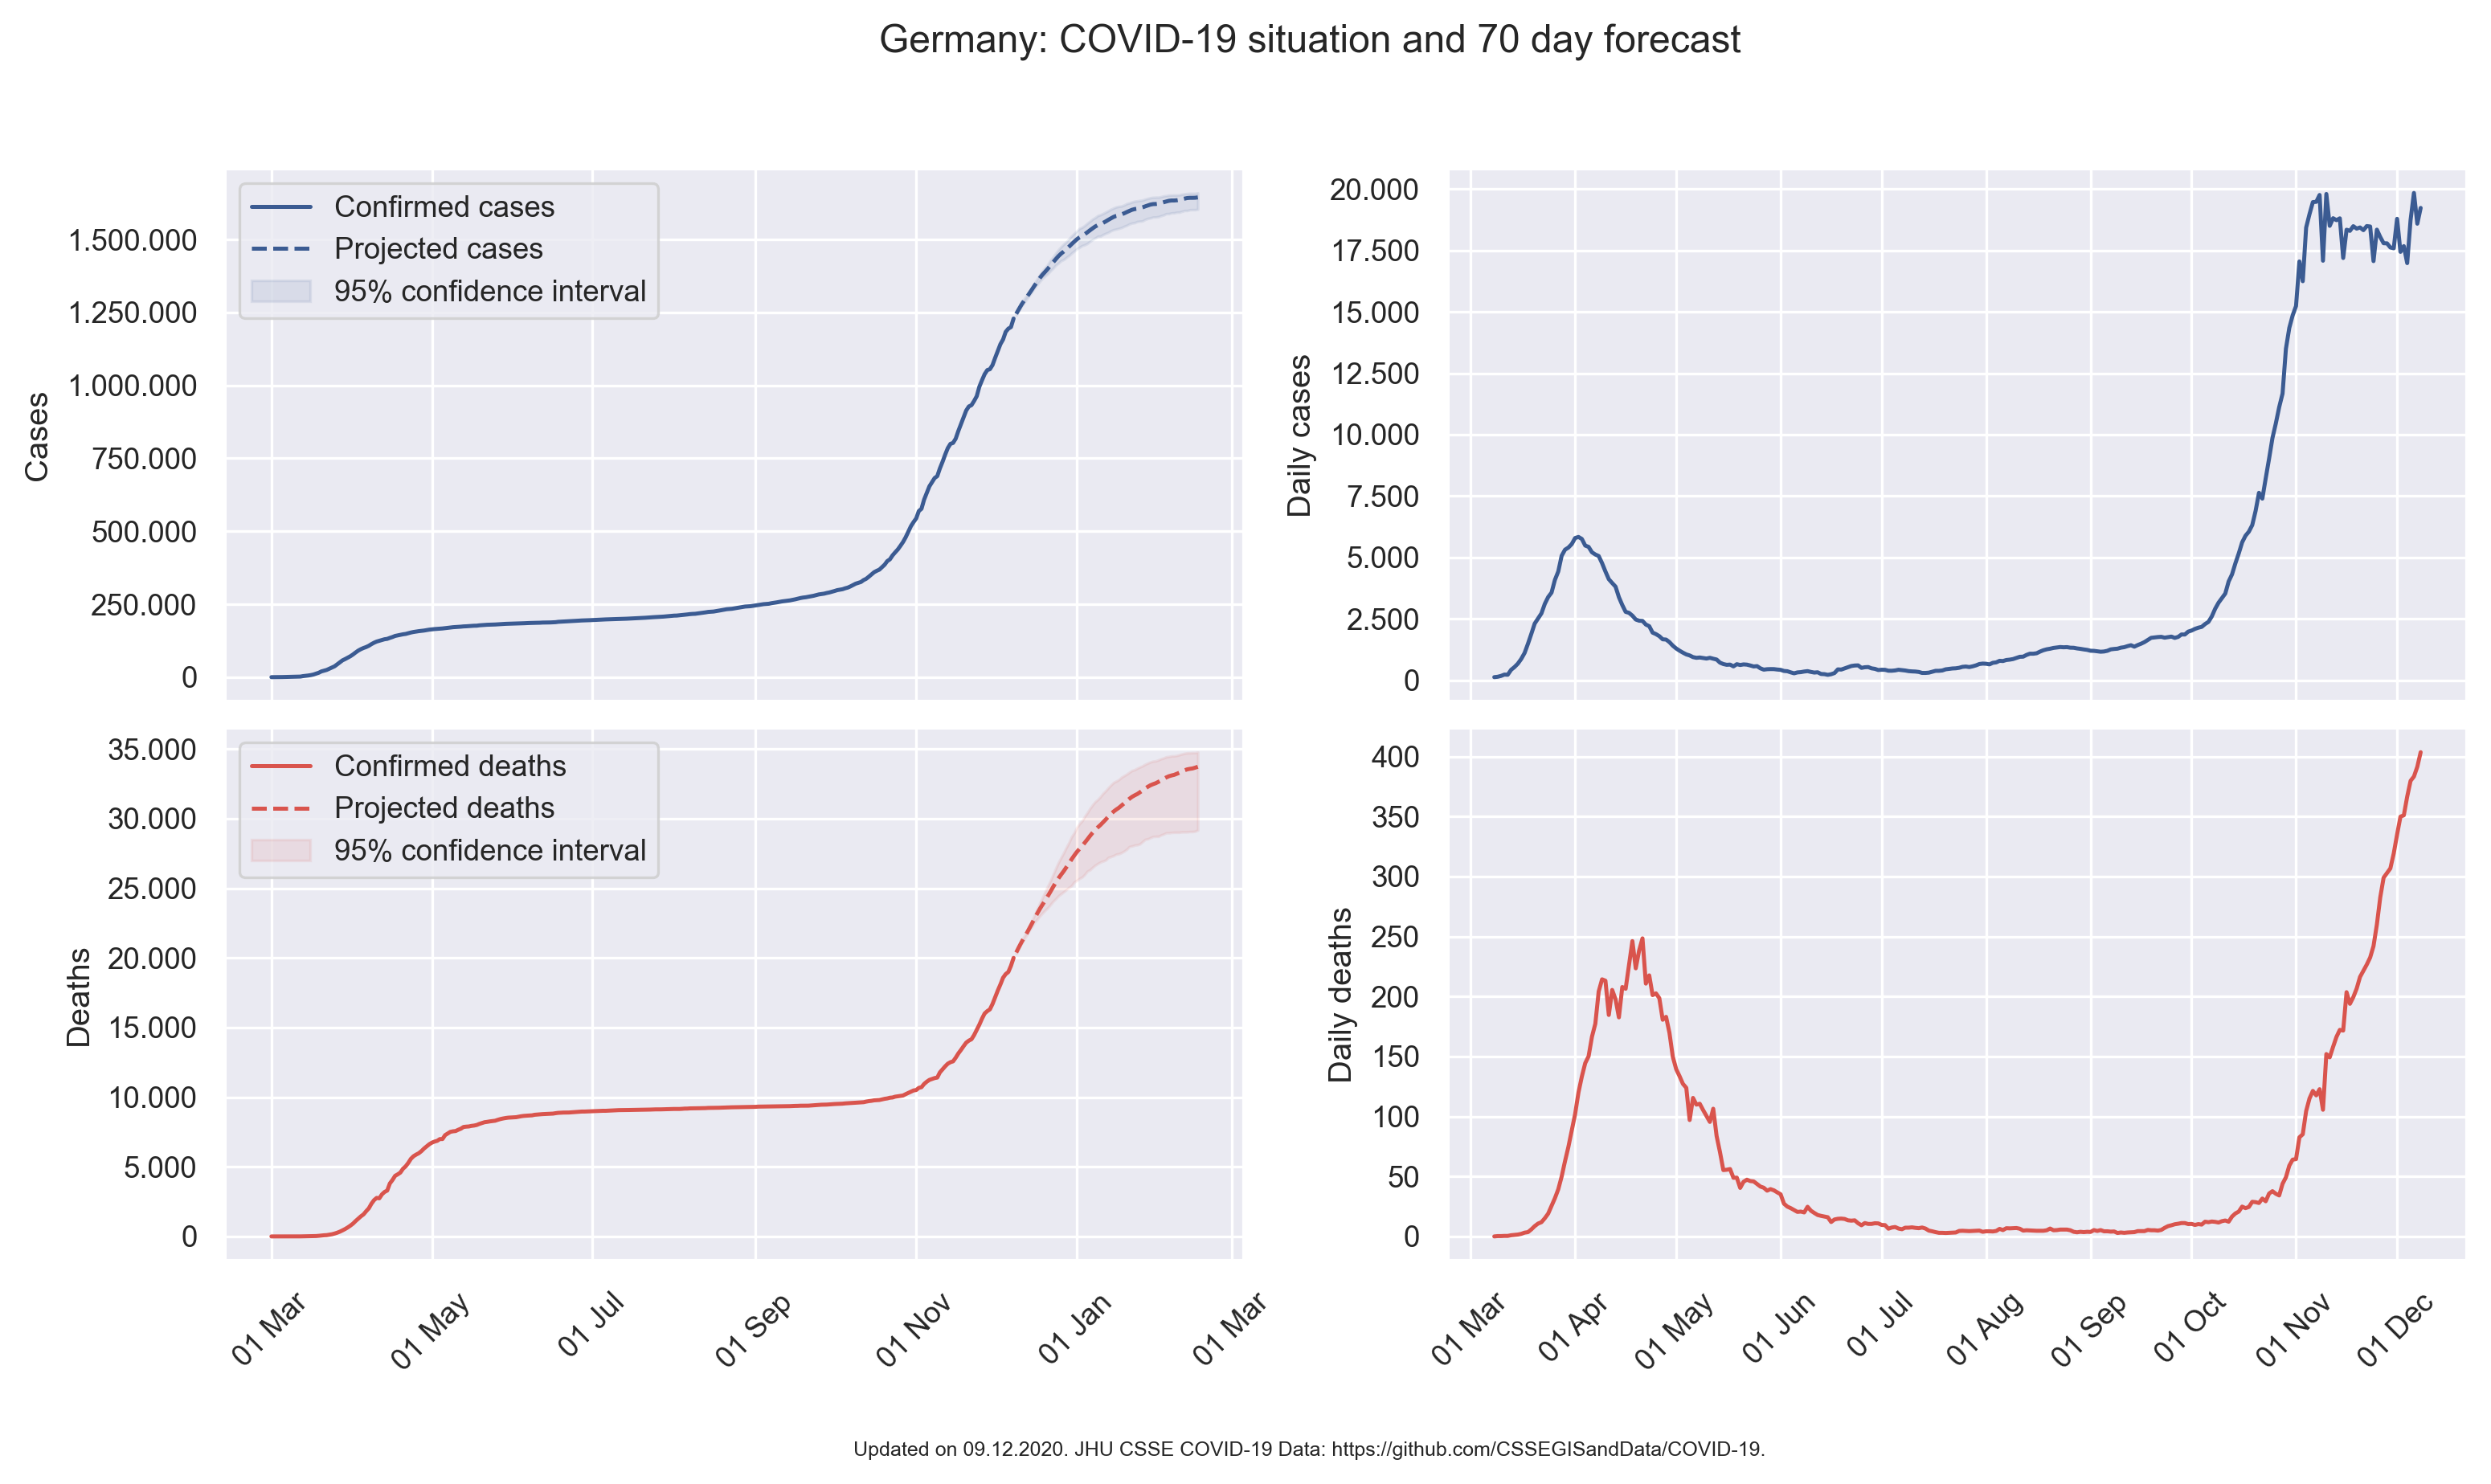 Germany: COVID-19 situation and 70 day forecast
Confirmed cases
Projected cases
95% confidence interval
Cases
1.500.000
1.250.000
1.000.000
750.000
500.000
250.000
0
Daily cases
20.000
17.500
15.000
12.500
10.000
7.500
5.000
2.500
0
Confirmed deaths
Projected deaths
95% confidence interval
Deaths
35.000
30.000
25.000
20.000
15.000
10.000
5.000
0
01 Mar
01 May
01 Jul
01 Sep
01 Nov
01 Jan
01 Mar
Daily deaths
400
350
300
250
200
150
100
50
0
01 Mar
01 Apr
01 May
01 Jun
01 Jul
01 Aug
01 Sep
01 Oct
01 Nov
01 Dec
Updated on 09.12.2020. JHU CSSE COVID-19 Data: https://github.com/CSSEGISandData/COVID-19.